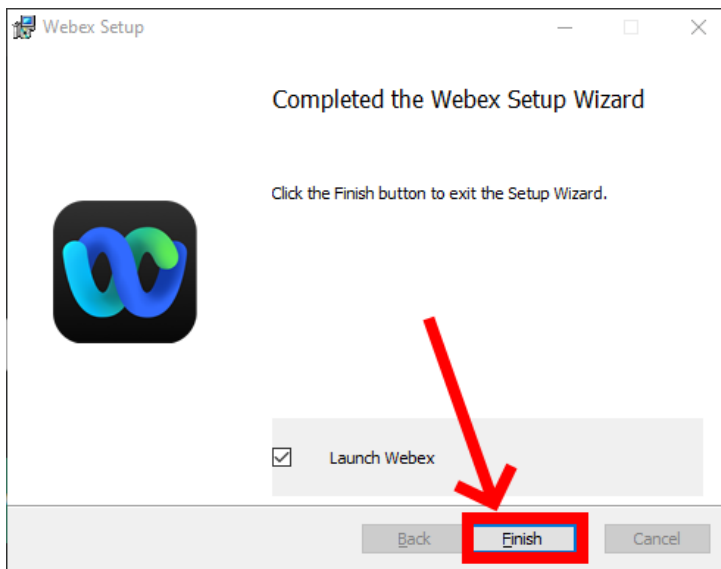 Webex Setup
Completed the Webex Setup Wizard
Click the Finish button to exit the Setup Wizard.
Launch Webex
Back Finish Cancel